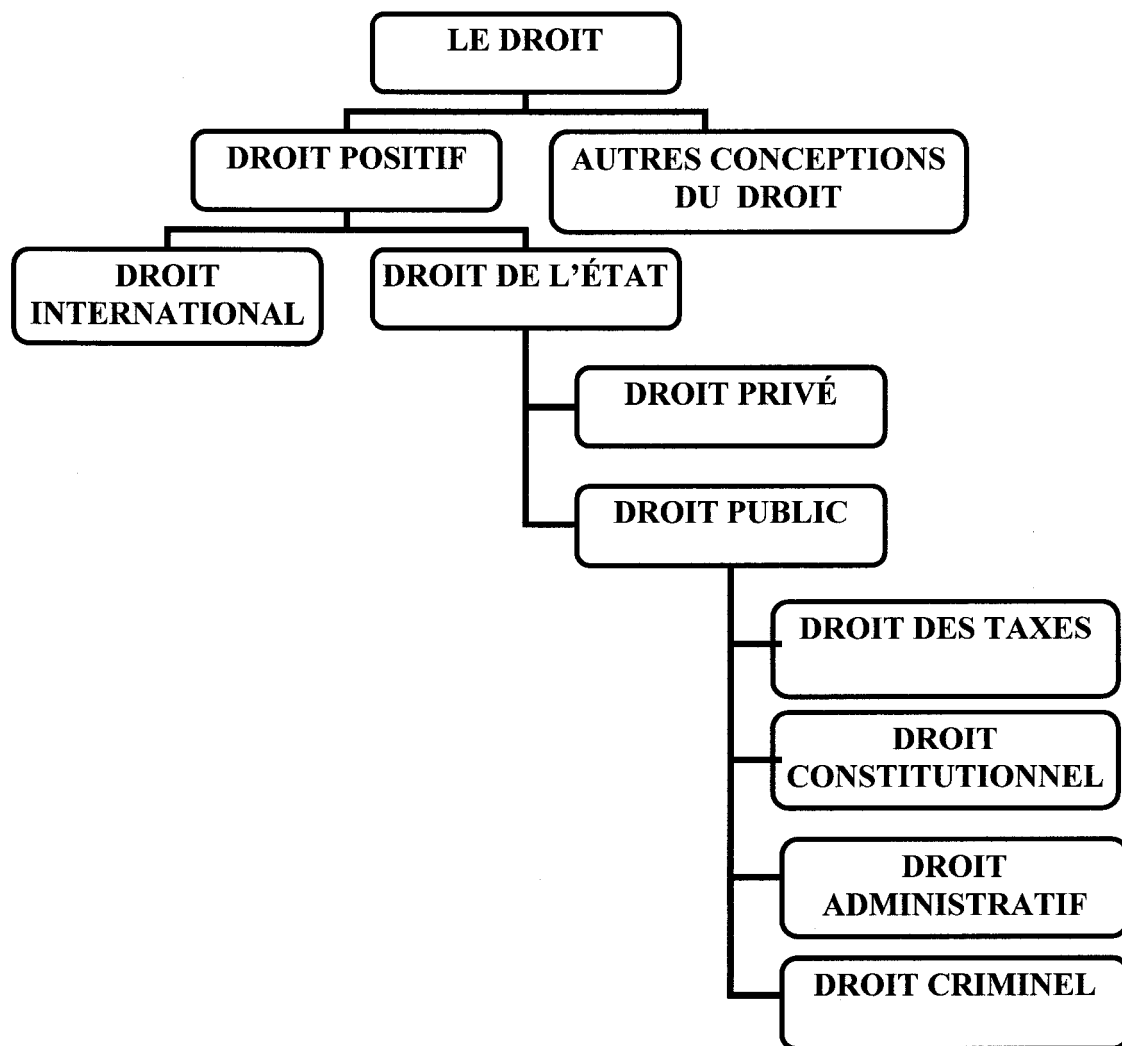 LE DROIT
DROIT POSITIF
AUTRES CONCEPTIONS
DU DROIT
DROIT
INTERNATIONAL
DROIT DE L’ÉTAT
DROIT PRIVÉ
DROIT PUBLIC
DROIT DES TAXES
DROIT
CONSTITUTIONNEL
DROIT
ADMINISTRATIF
DROIT CRIMINEL